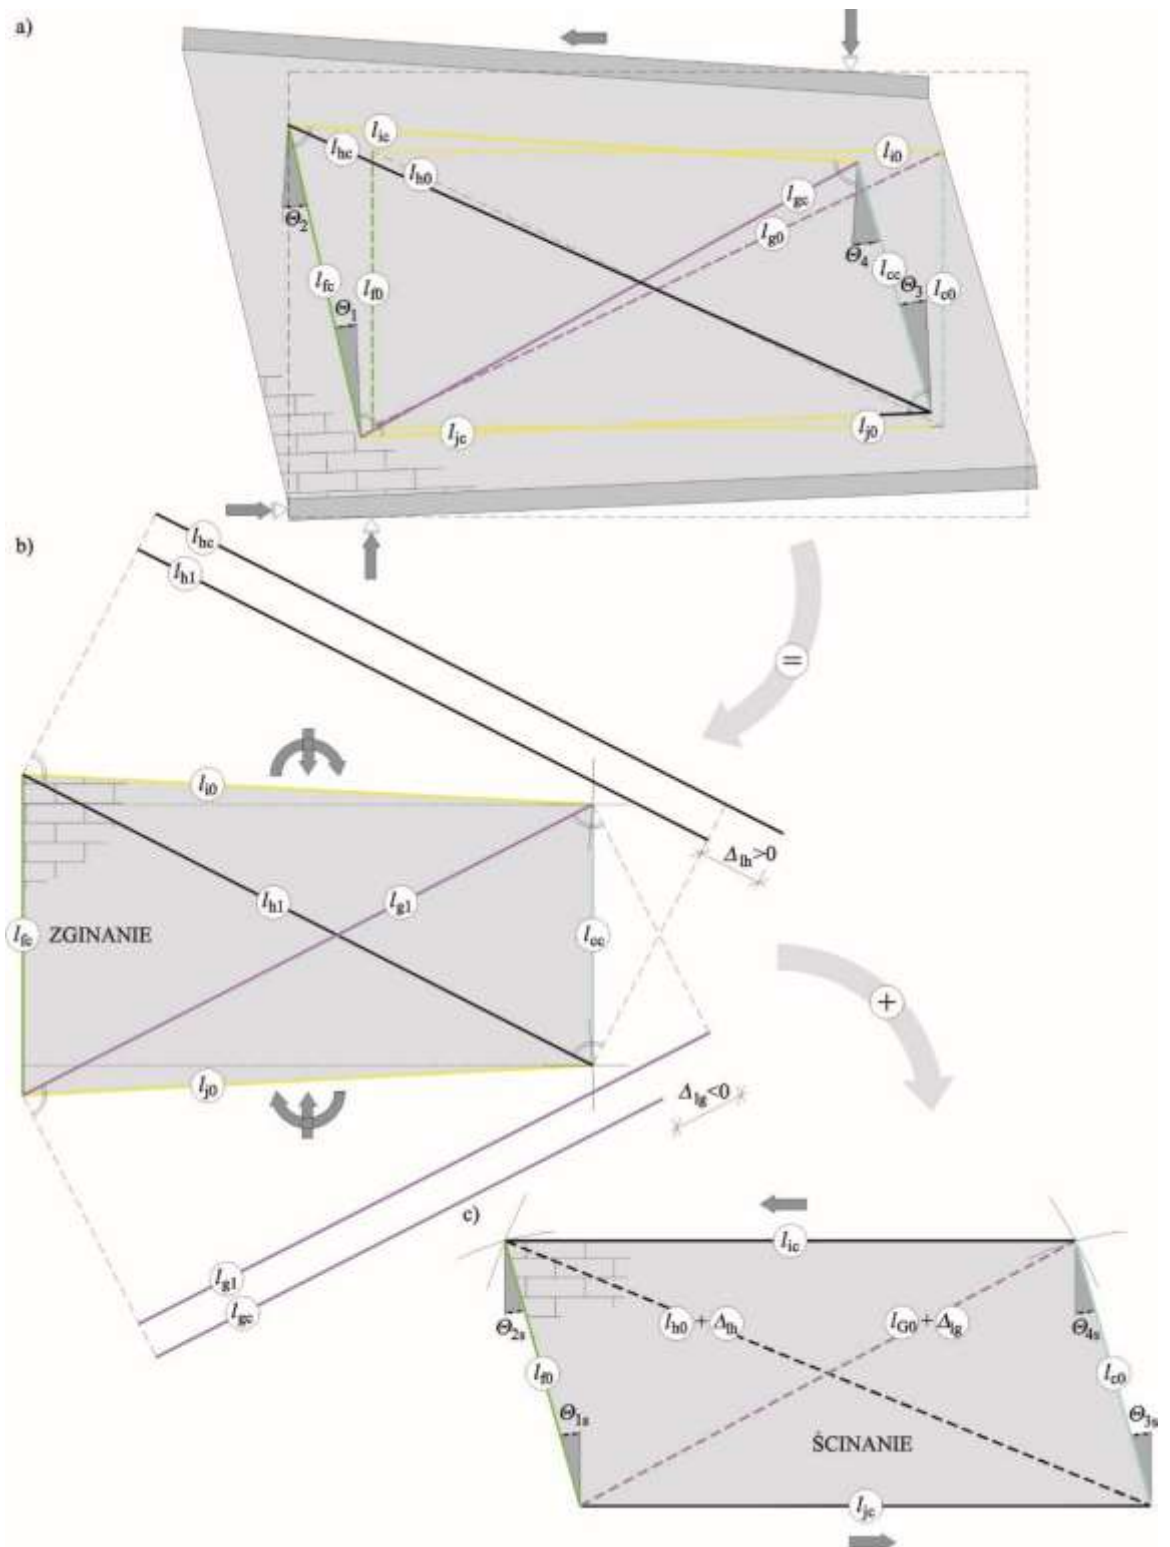 a)
l_ic
l_i0
l_hc
l_h0
l_gc
l_g0
Θ_2
Θ_4
l_fc
l_f0
l_cc
Θ_3
l_c0
Θ_1
l_jc
l_j0
b)
l_hc
l_h1
=
l_i0
Δ_lh>0
l_h1
l_g1
l_fc
ZGINANIE
l_cc
+
l_j0
Δ_lg<0
c)
l_ic
l_g1
l_gc
Θ_2s
l_h0 + Δ_lh
l_G0 + Δ_lg
Θ_4s
l_f0
l_c0
Θ_1s
Θ_3s
ŚCINANIE
l_jc